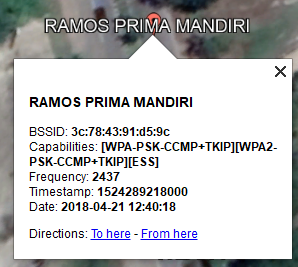 RAMOS PRIMA MANDIRI
RAMOS PRIMA MANDIRI
BSSID: 3c:78:43:91:d5:9c
Capabilities: [WPA-PSK-CCMP+TKIP][WPA2-
PSK-CCMP+TKIP][ESS]
Frequency: 2437
Timestamp: 1524289218000
Date: 2018-04-21 12:40:18
Directions: To here - From here